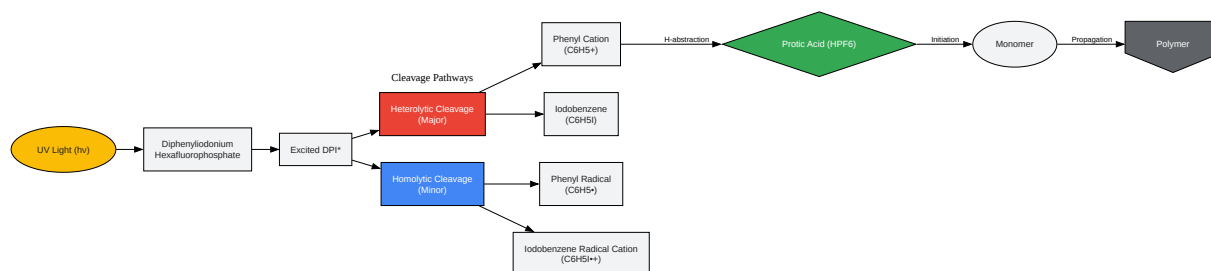 UV Light (hν)
Diphenyliodonium
Hexafluorophosphate
Excited DPI*
Cleavage Pathways
Heterolytic Cleavage
(Major)
Homolytic Cleavage
(Minor)
Phenyl Cation
(C6H5+)
Iodobenzene
(C6H5I)
Phenyl Radical
(C6H5•)
Iodobenzene Radical Cation
(C6H5I•+)
H-abstraction
Protic Acid (HPF6)
Initiation
Monomer
Propagation
Polymer